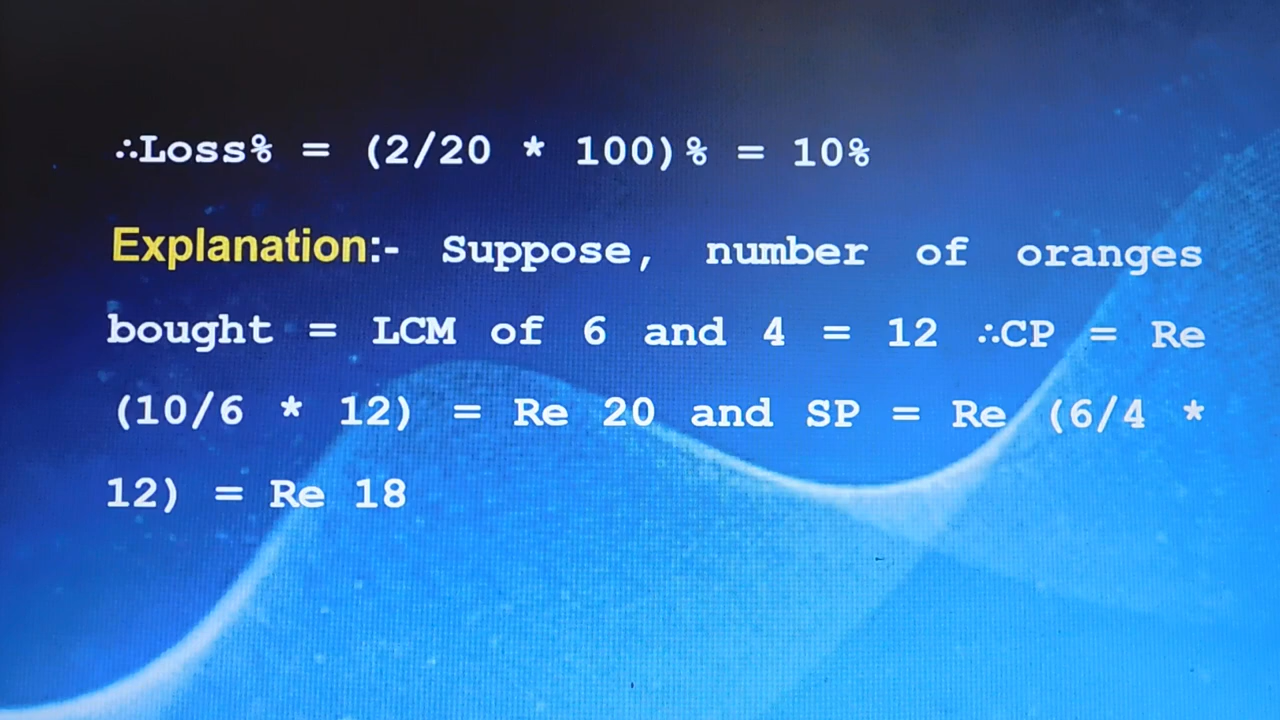 ∴Loss% = (2/20 * 100)% = 10%
Explanation:- Suppose, number of oranges
bought = LCM of 6 and 4 = 12 ∴CP = Re
(10/6 * 12) = Re 20 and SP = Re (6/4 *
12) = Re 18